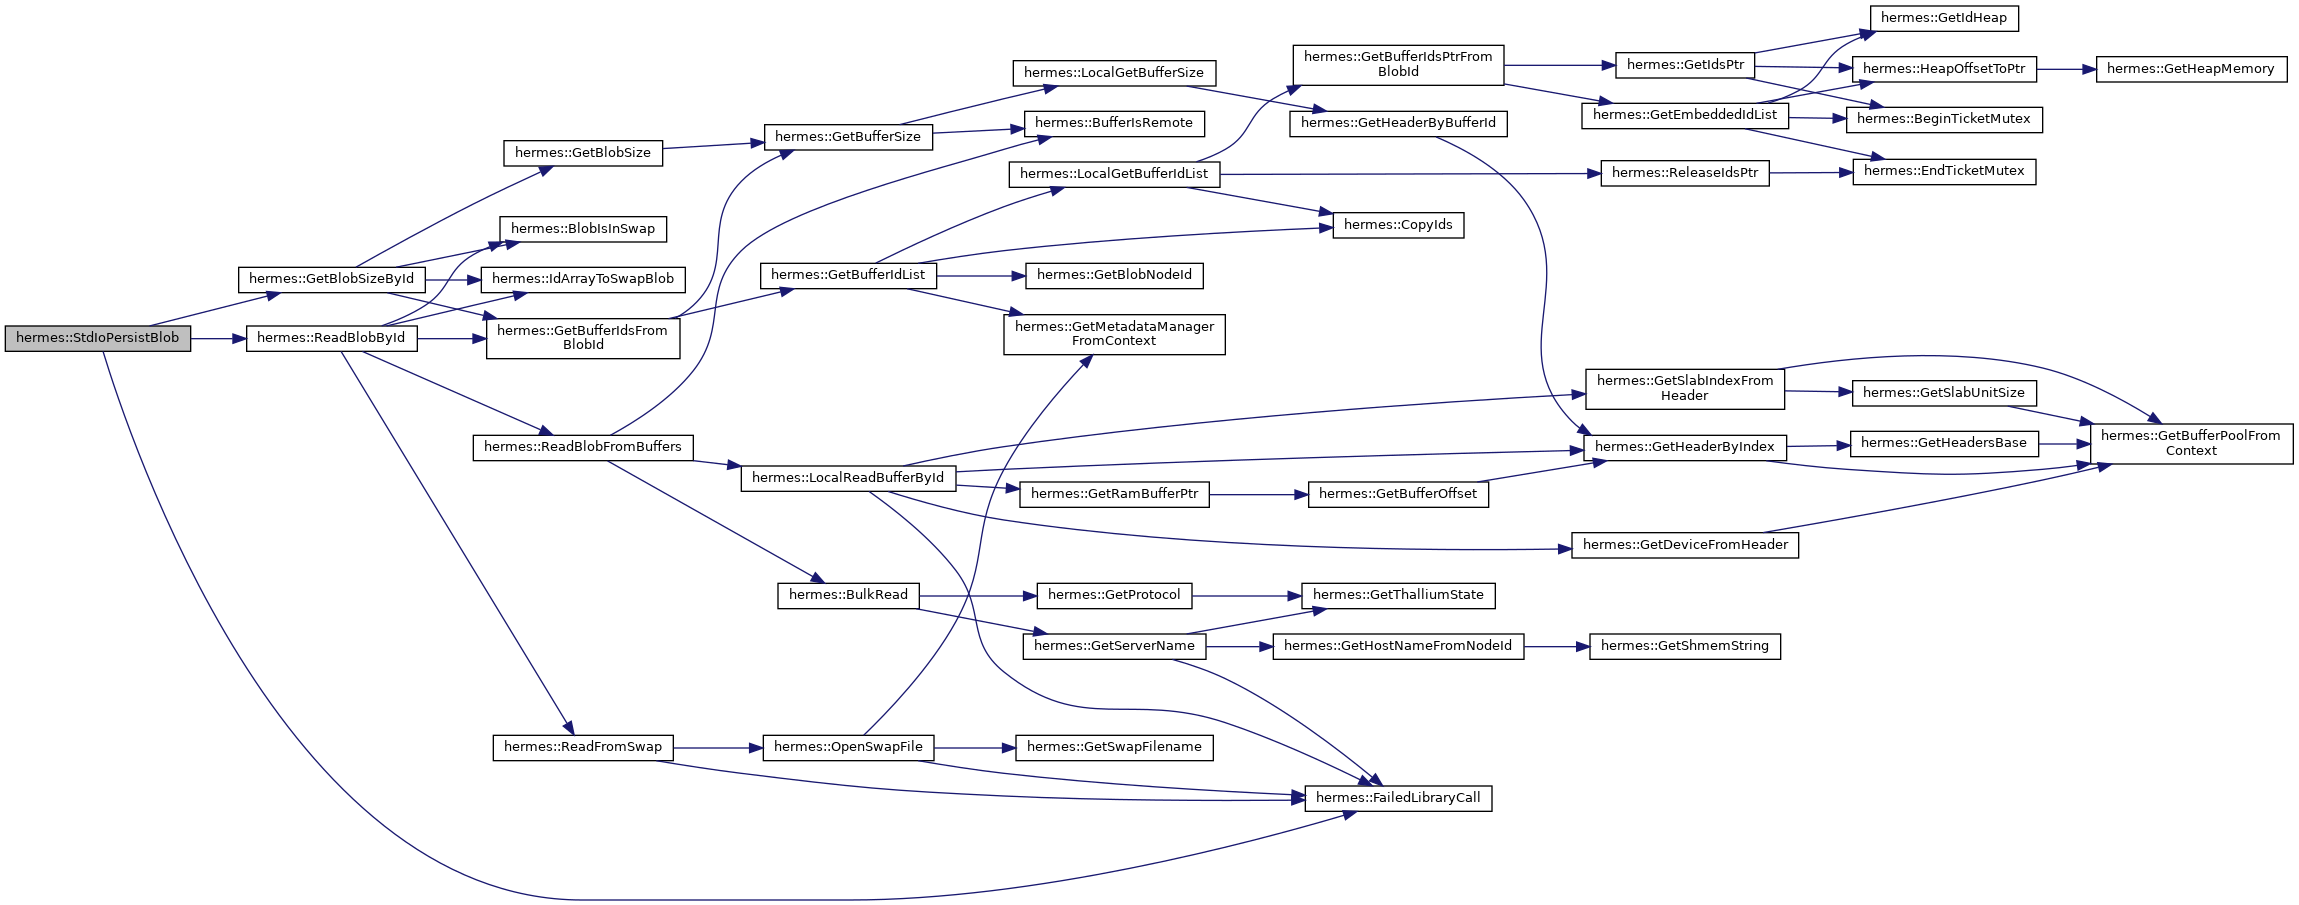 hermes::StdIoPersistBlob
hermes::GetBlobSizeById
hermes::ReadBlobById
hermes::GetBlobSize
hermes::BlobIsInSwap
hermes::IdArrayToSwapBlob
hermes::GetBufferIdsFrom
BlobId
hermes::ReadBlobFromBuffers
hermes::ReadFromSwap
hermes::GetBufferSize
hermes::GetBufferIdList
hermes::LocalReadBufferById
hermes::BulkRead
hermes::OpenSwapFile
hermes::LocalGetBufferSize
hermes::BufferIsRemote
hermes::LocalGetBufferIdList
hermes::GetBlobNodeId
hermes::GetMetadataManager
FromContext
hermes::GetRamBufferPtr
hermes::GetProtocol
hermes::GetServerName
hermes::GetSwapFilename
hermes::GetBufferIdsPtrFrom
BlobId
hermes::GetHeaderByBufferId
hermes::CopyIds
hermes::GetBufferOffset
hermes::GetThalliumState
hermes::GetHostNameFromNodeId
hermes::FailedLibraryCall
hermes::GetIdsPtr
hermes::GetEmbeddedIdList
hermes::ReleaseIdsPtr
hermes::GetSlabIndexFrom
Header
hermes::GetHeaderByIndex
hermes::GetDeviceFromHeader
hermes::GetShmemString
hermes::GetIdHeap
hermes::HeapOffsetToPtr
hermes::BeginTicketMutex
hermes::EndTicketMutex
hermes::GetSlabUnitSize
hermes::GetHeadersBase
hermes::GetHeapMemory
hermes::GetBufferPoolFrom
Context